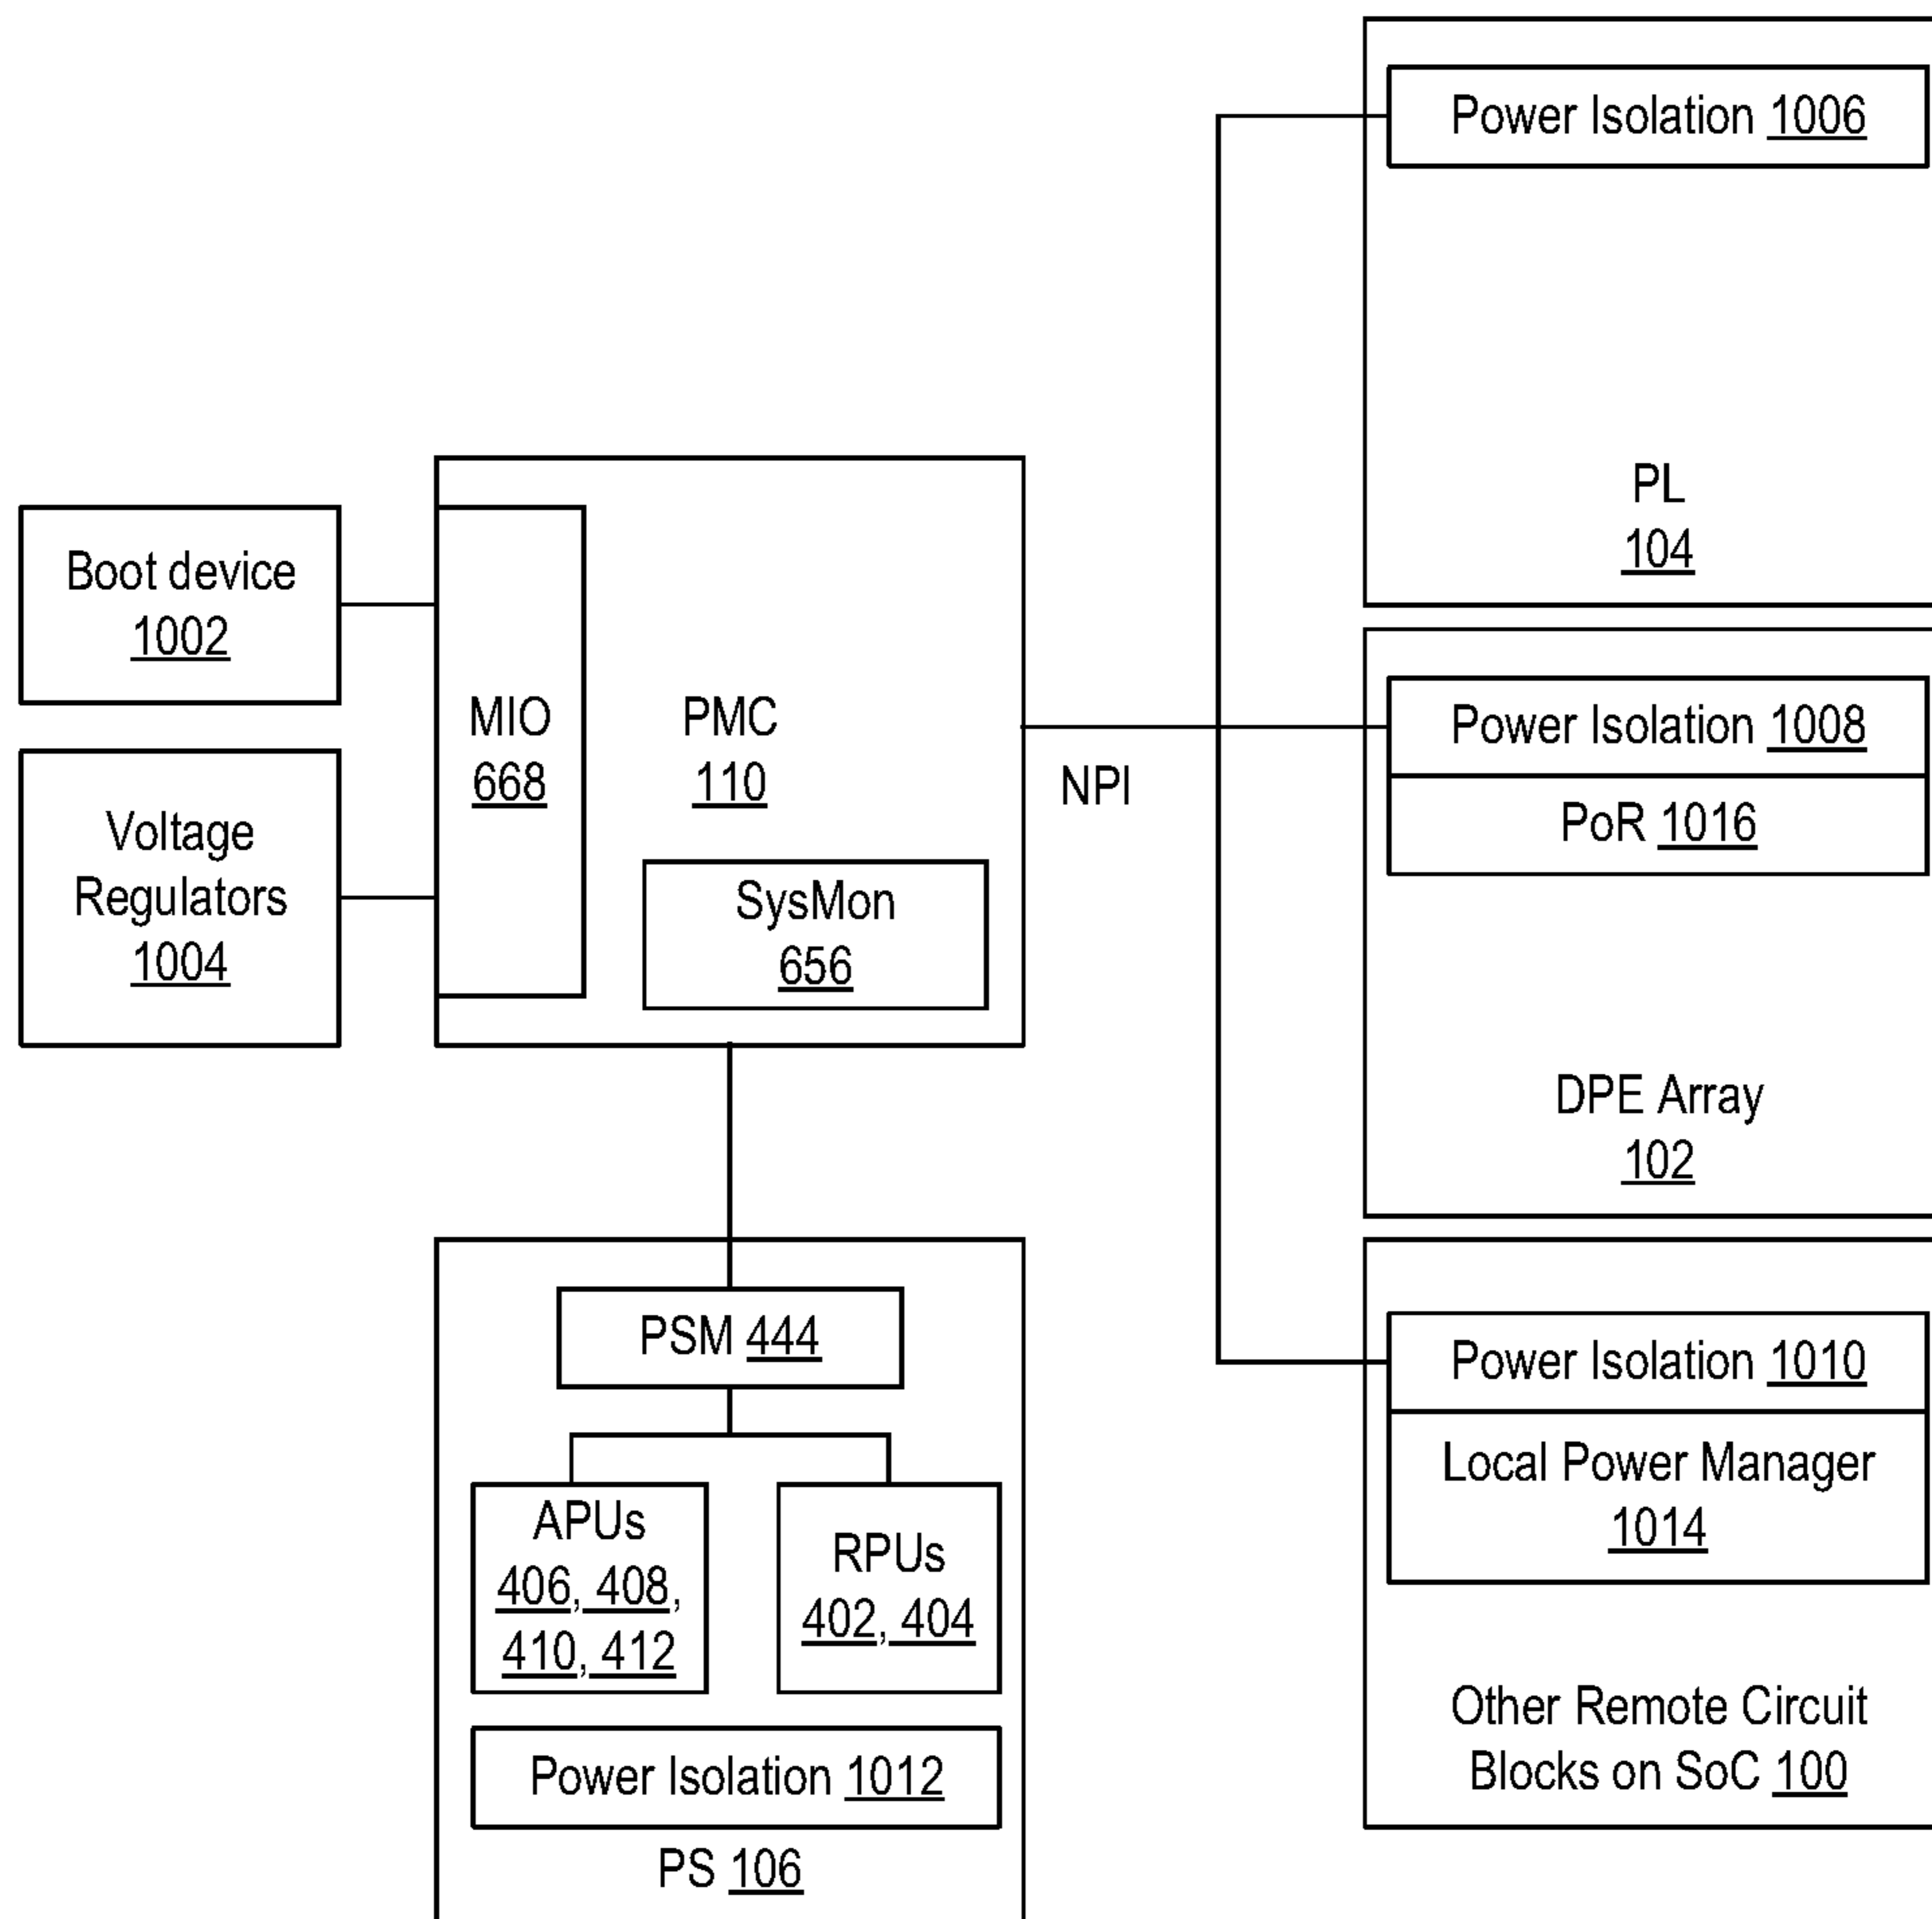 Power Isolation 1006
PL
104
Boot device
1002
Voltage
Regulators
1004
MIO
668
PMC
110
SysMon
656
NPI
Power Isolation 1008
PoR 1016
DPE Array
102
PSM 444
APUs
406, 408,
410, 412
RPUs
402, 404
Power Isolation 1012
PS 106
Power Isolation 1010
Local Power Manager
1014
Other Remote Circuit
Blocks on SoC 100